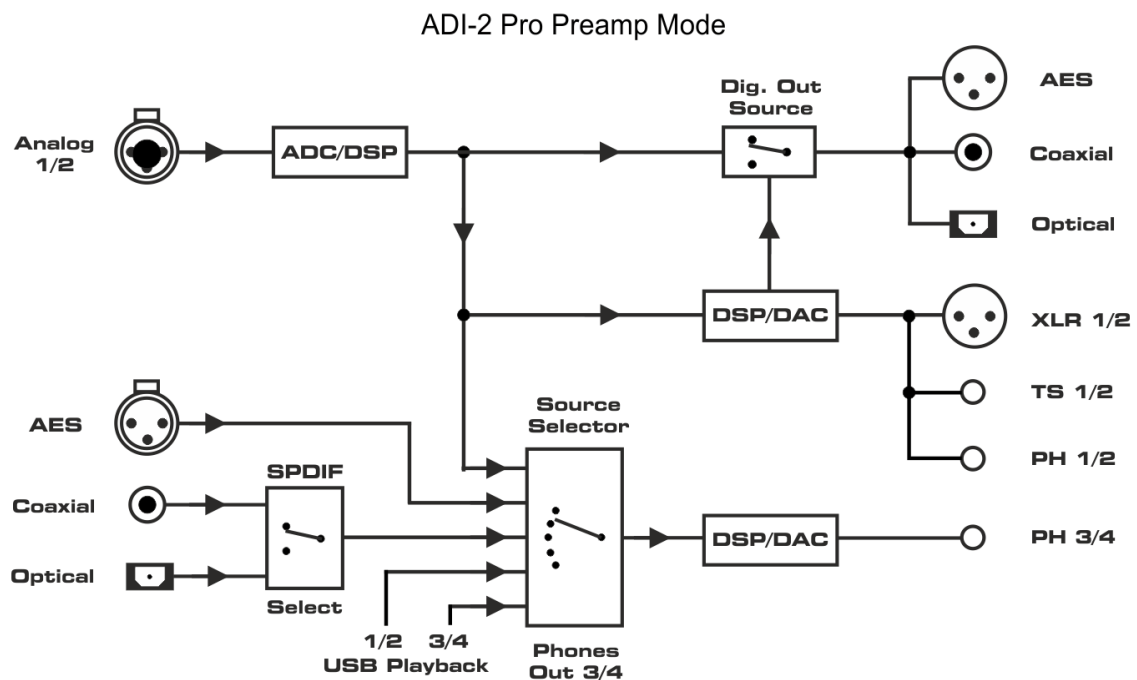 ADI-2 Pro Preamp Mode
Analog
1/2
ADC/DSP
Dig. Out
Source
AES
Coaxial
Optical
DSP/DAC
XLR 1/2
TS 1/2
PH 1/2
AES
Coaxial
Optical
SPDIF
Select
Source
Selector
1/2 3/4
USB Playback
Phones
Out 3/4
DSP/DAC
PH 3/4